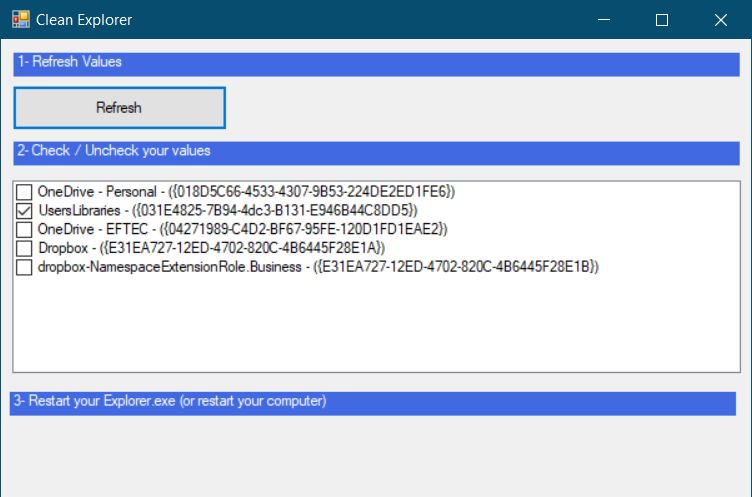 Clean Explorer
1- Refresh Values
Refresh
2- Check / Uncheck your values
OneDrive - Personal - ({018D5C66-4533-4307-9B53-224DE2ED1FE6})
UsersLibraries - ({031E4825-7B94-4dc3-B131-E946B44C8DD5})
OneDrive - EFTEC - ({04271989-C4D2-BF67-95FE-120D1FD1EAE2})
Dropbox - ({E31EA727-12ED-4702-820C-4B6445F28E1A})
dropbox-NamespaceExtensionRole.Business - ({E31EA727-12ED-4702-820C-4B6445F28E1B})
3- Restart your Explorer.exe (or restart your computer)